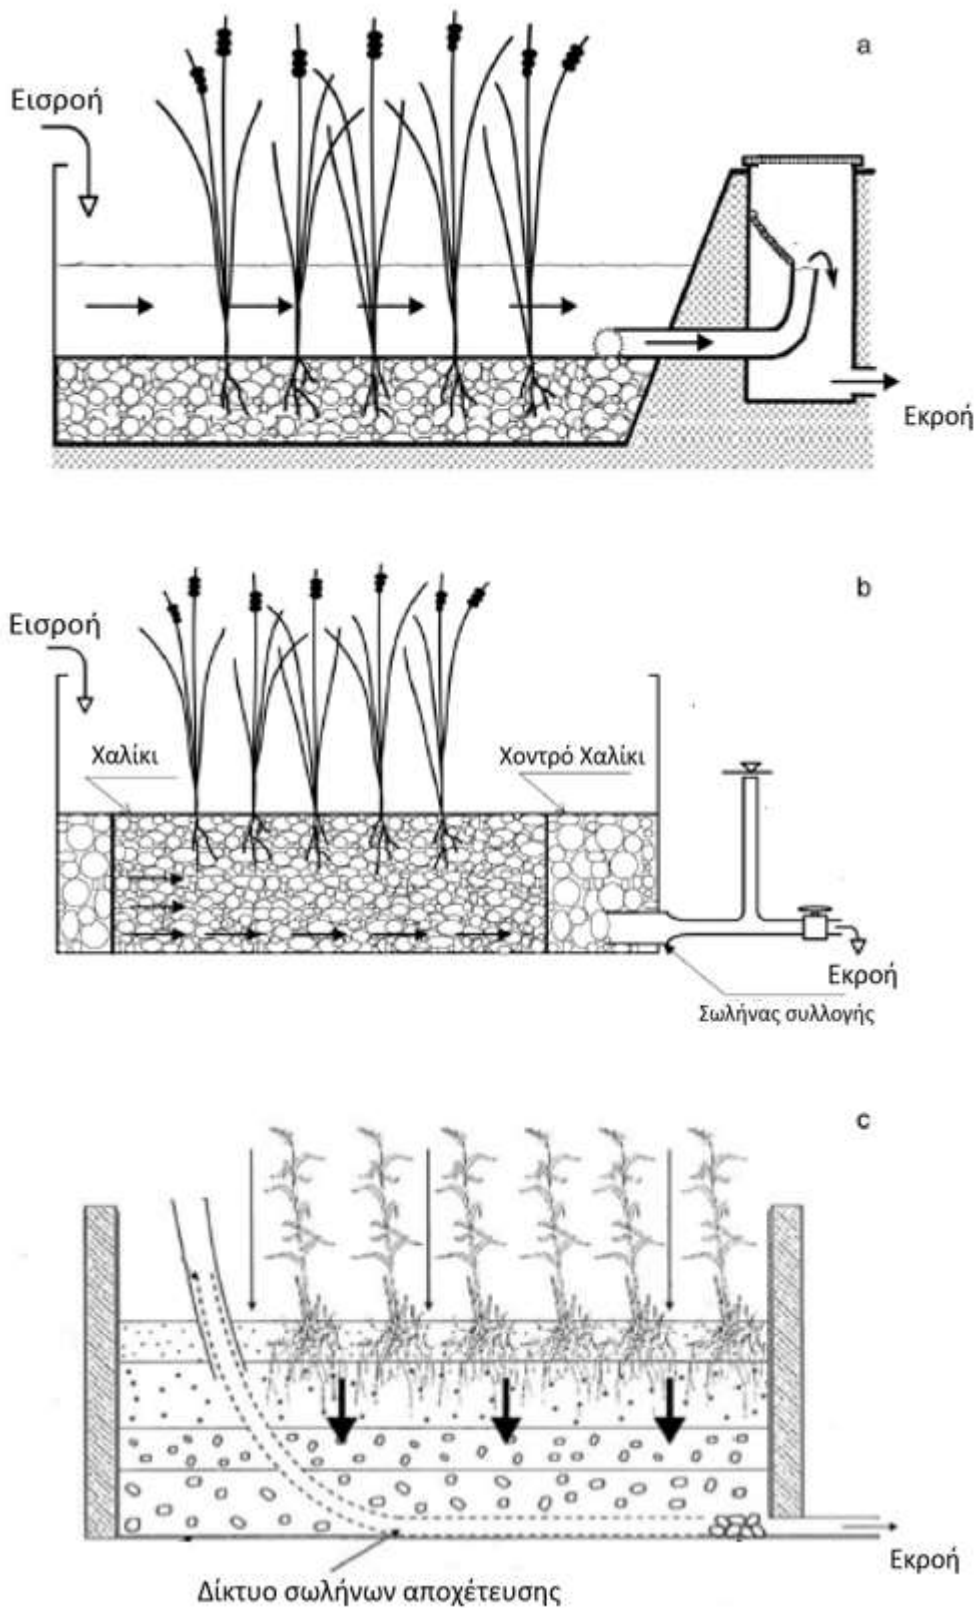 a
Εισροή
Εκροή
b
Εισροή
Χαλίκι
Χοντρό Χαλίκι
Εκροή
Σωλήνας συλλογής
c
Εκροή
Δίκτυο σωλήνων αποχέτευσης